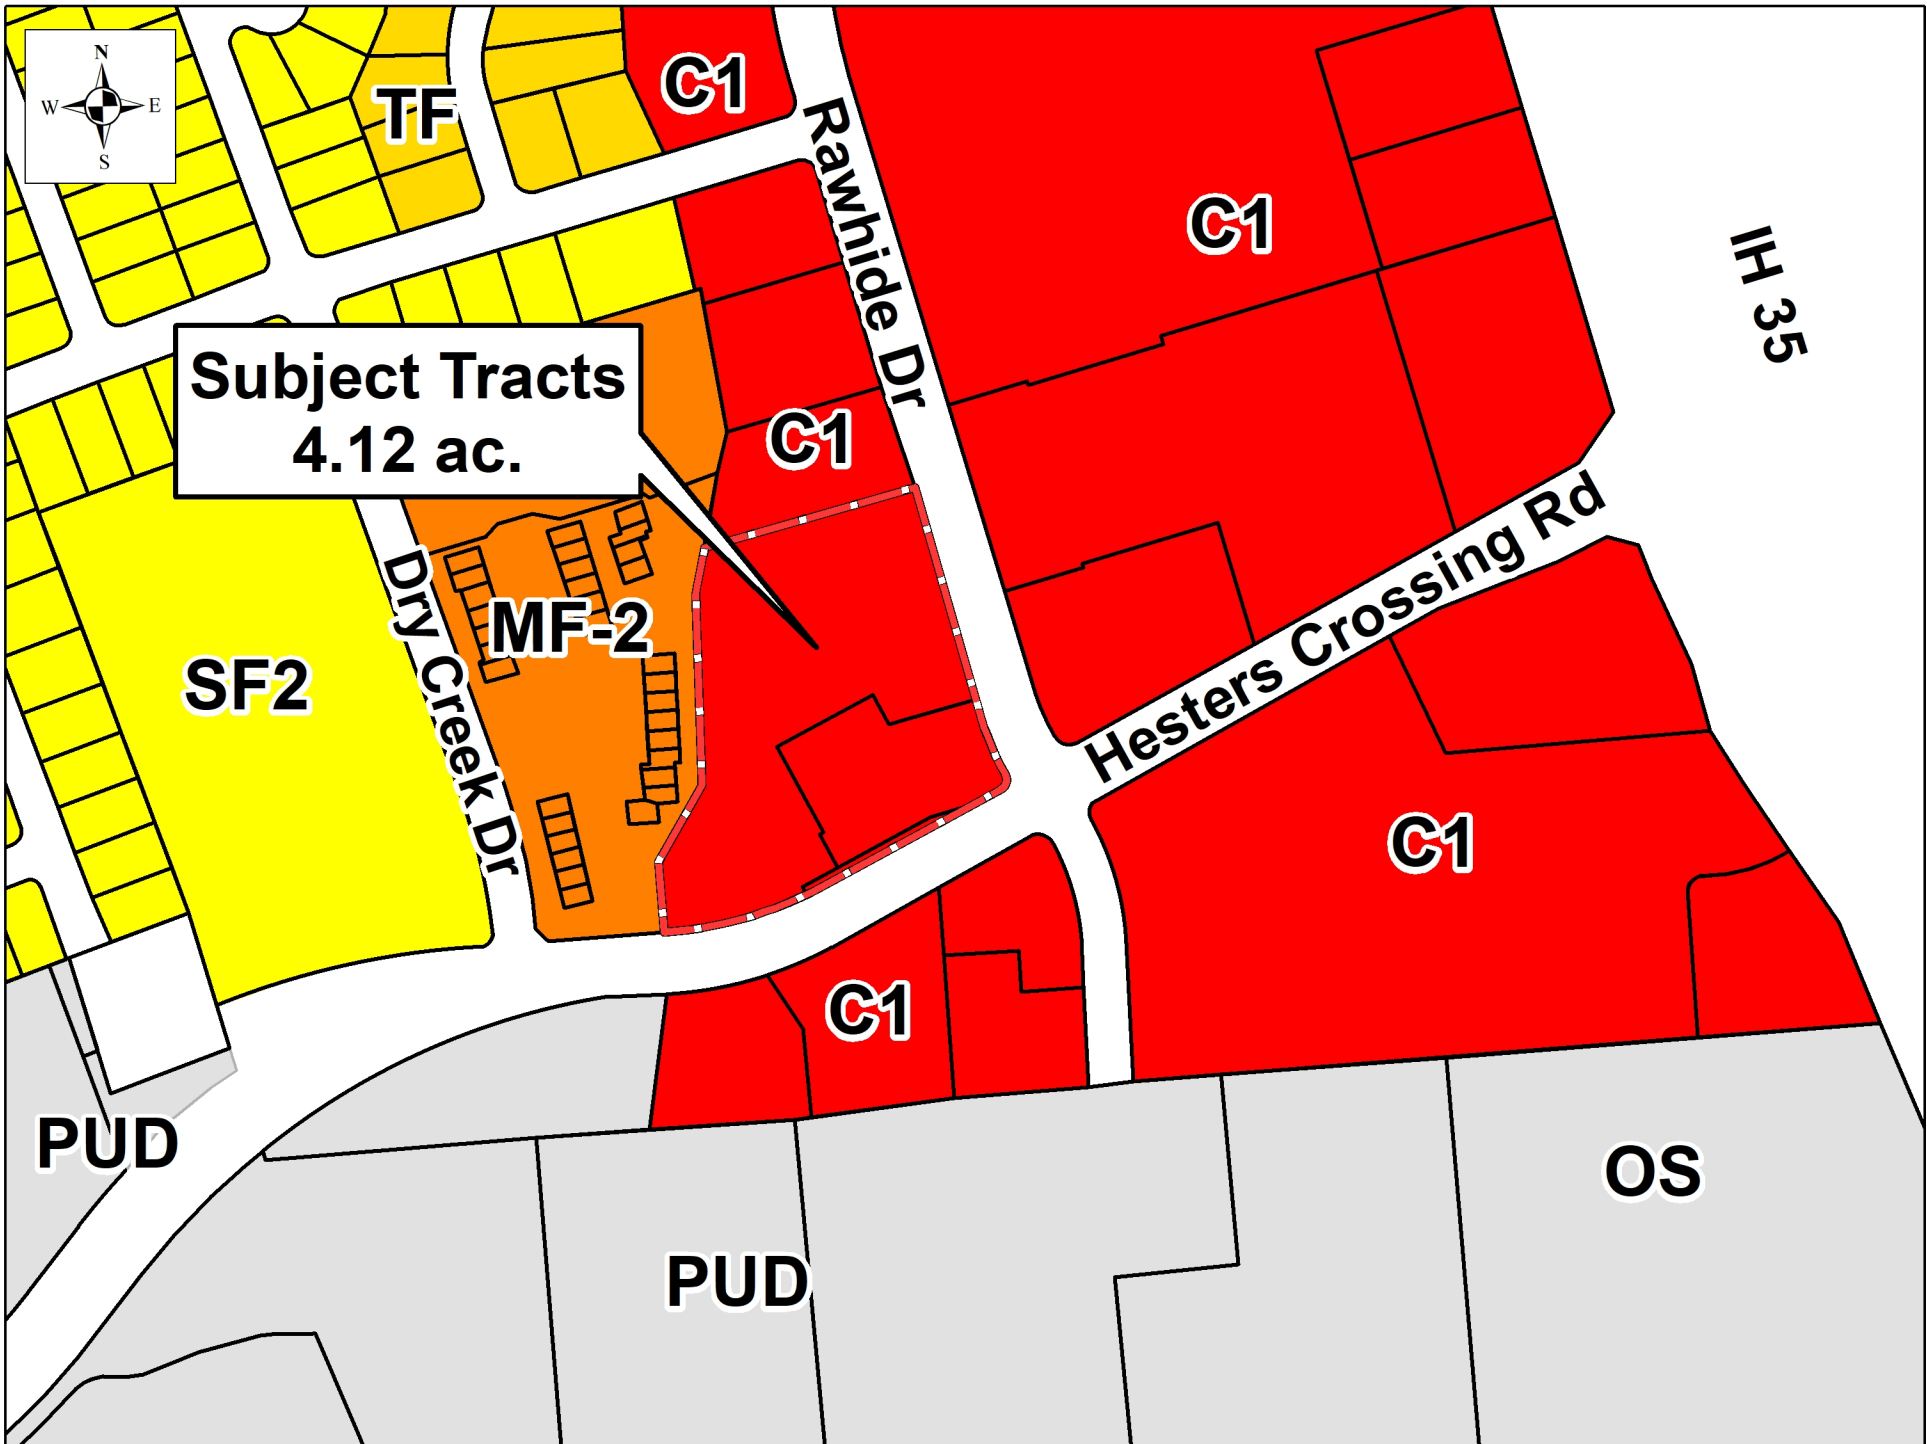 N
W E
S
TF
C1
Rawhide Dr
C1
IH 35
Subject Tracts
4.12 ac.
C1
Hesters Crossing Rd
Dry Creek Dr
MF-2
SF2
C1
C1
PUD
OS
PUD